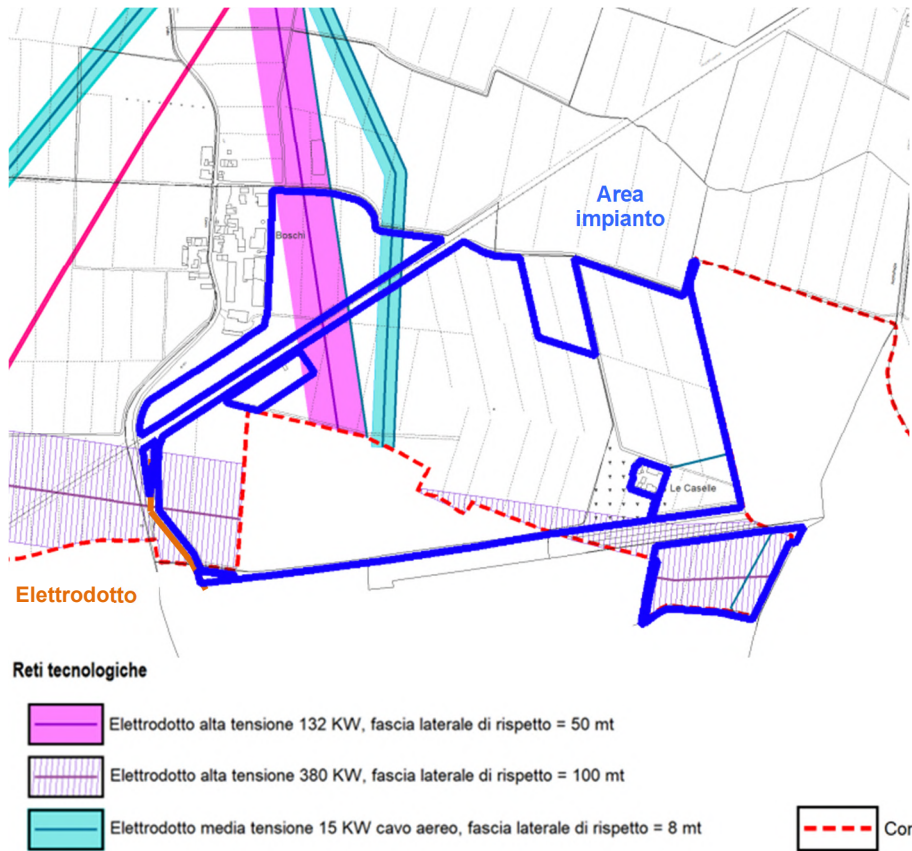 Area
impianto
Boschi
Le Caselle
Elettrodotto
Reti tecnologiche
Elettrodotto alta tensione 132 KW, fascia laterale di rispetto = 50 mt
Elettrodotto alta tensione 380 KW, fascia laterale di rispetto = 100 mt
Elettrodotto media tensione 15 KW cavo aereo, fascia laterale di rispetto = 8 mt
Con